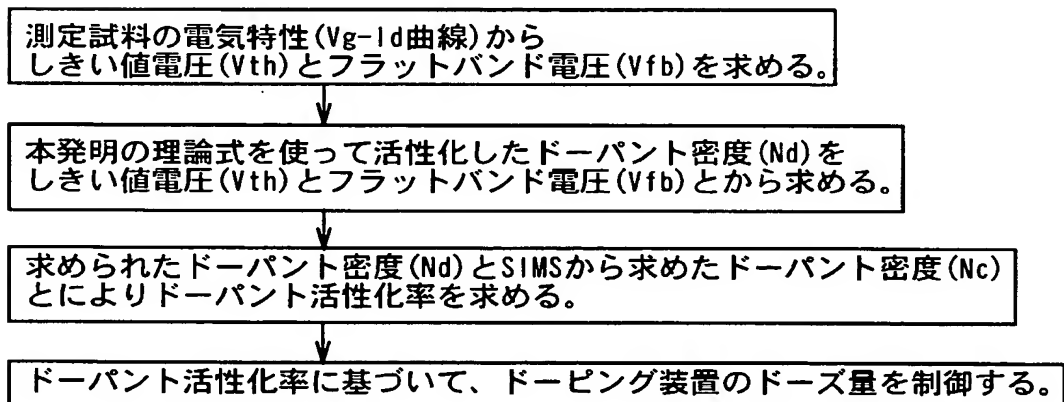 測定試料の電気特性(Vg-Id曲線)から
しきい値電圧(Vth)とフラットバンド電圧(Vfb)を求める。
本発明の理論式を使って活性化したドーパント密度(Nd)を
しきい値電圧(Vth)とフラットバンド電圧(Vfb)とから求める。
求められたドーパント密度(Nd)とSIMSから求めたドーパント密度(Nc)
とによりドーパント活性化率を求める。
ドーパント活性化率に基づいて、ドーピング装置のドーズ量を制御する。